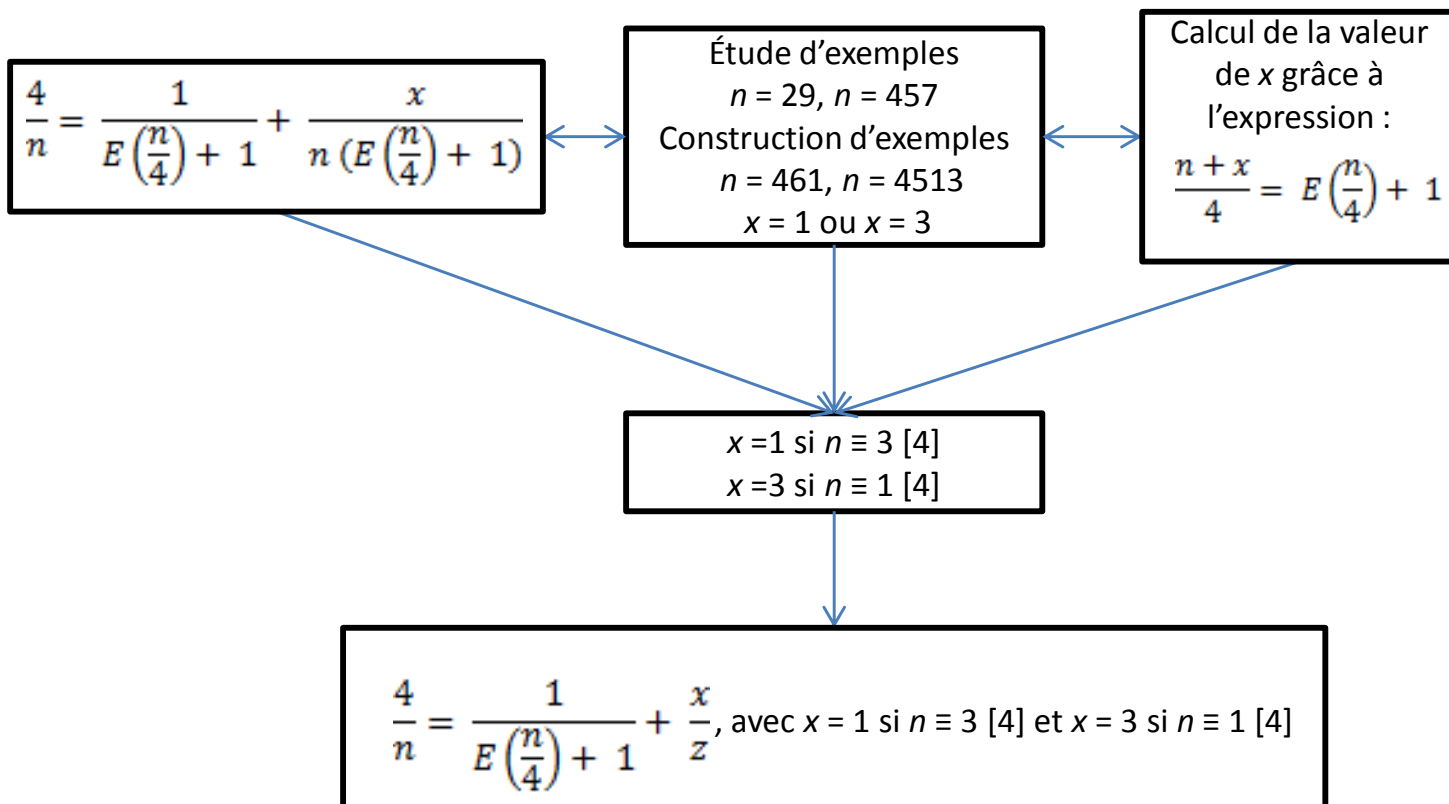 4/n = 1/(E(n/4) + 1) + x/(n (E(n/4) + 1))
Étude d’exemples
n = 29, n = 457
Construction d’exemples
n = 461, n = 4513
x = 1 ou x = 3
Calcul de la valeur
de x grâce à
l’expression :
(n + x)/4 = E(n/4) + 1
x =1 si n ≡ 3 [4]
x =3 si n ≡ 1 [4]
4/n = 1/(E(n/4) + 1) + x/z, avec x = 1 si n ≡ 3 [4] et x = 3 si n ≡ 1 [4]